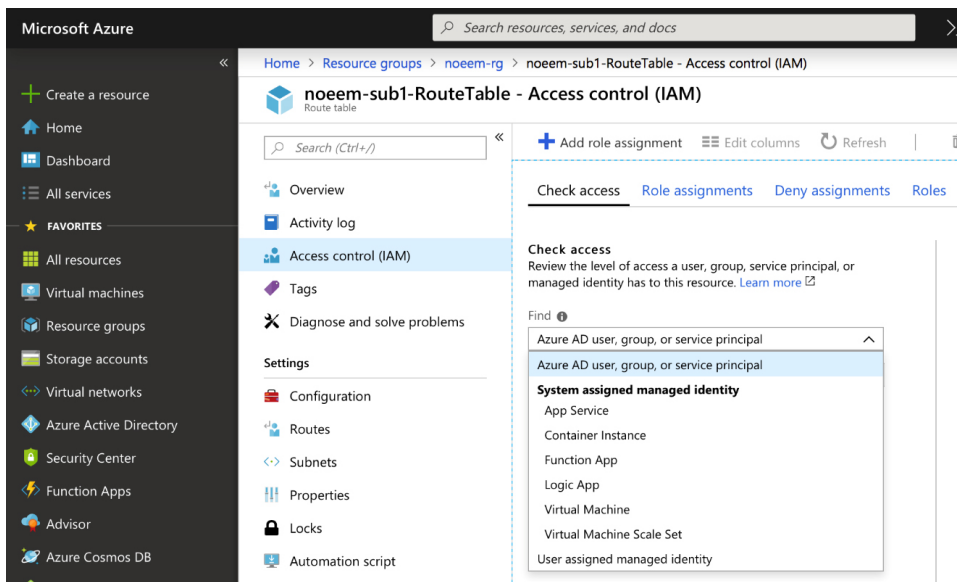 Microsoft Azure
Search resources, services, and docs
Create a resource
Home
Dashboard
All services
FAVORITES
All resources
Virtual machines
Resource groups
Storage accounts
Virtual networks
Azure Active Directory
Security Center
Function Apps
Advisor
Azure Cosmos DB
Home > Resource groups > noeem-rg > noeem-sub1-RouteTable - Access control (IAM)
noeem-sub1-RouteTable - Access control (IAM)
Route table
Search (Ctrl+/)
Overview
Activity log
Access control (IAM)
Tags
Diagnose and solve problems
Settings
Configuration
Routes
Subnets
Properties
Locks
Automation script
Add role assignment Edit columns Refresh
Check access Role assignments Deny assignments Roles
Check access
Review the level of access a user, group, service principal, or
managed identity has to this resource. Learn more
Find
Azure AD user, group, or service principal
Azure AD user, group, or service principal
System assigned managed identity
App Service
Container Instance
Function App
Logic App
Virtual Machine
Virtual Machine Scale Set
User assigned managed identity